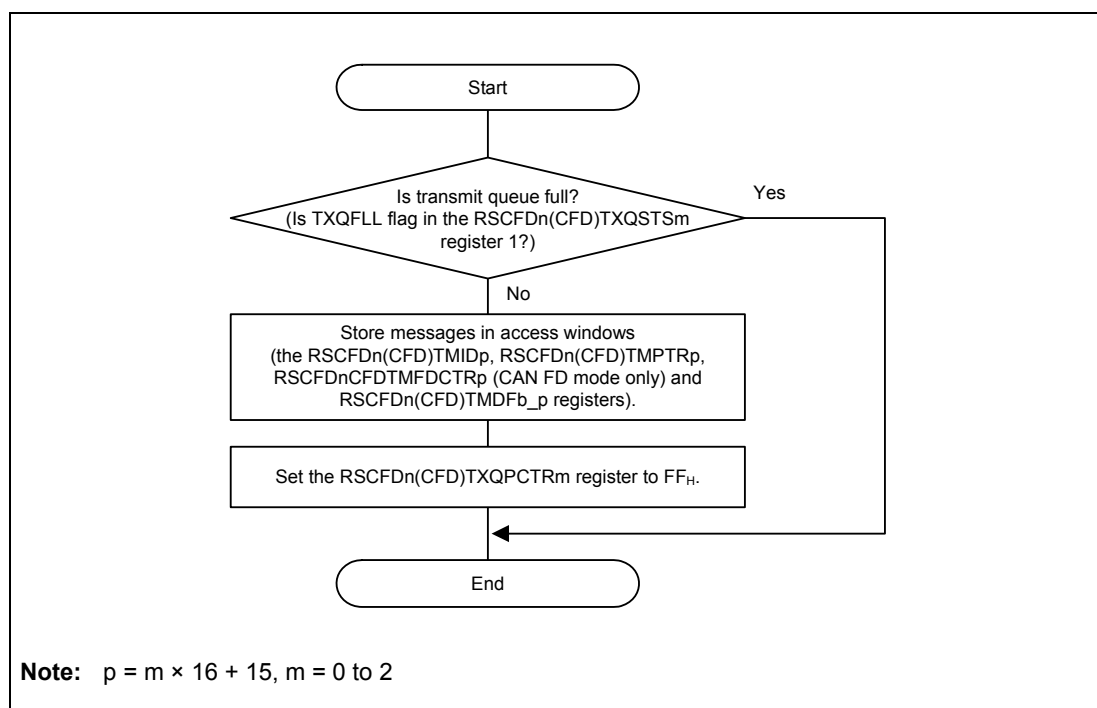 Start
Is transmit queue full?
(Is TXQFLL flag in the RSCFDn(CFD)TXQSTSm
register 1?)
Yes
No
Store messages in access windows
(the RSCFDn(CFD)TMIDp, RSCFDn(CFD)TMPTRp,
RSCFDnCFDTMFDCTRp (CAN FD mode only) and
RSCFDn(CFD)TMDFb_p registers).
Set the RSCFDn(CFD)TXQPCTRm register to FFH.
End
Note: p = m × 16 + 15, m = 0 to 2